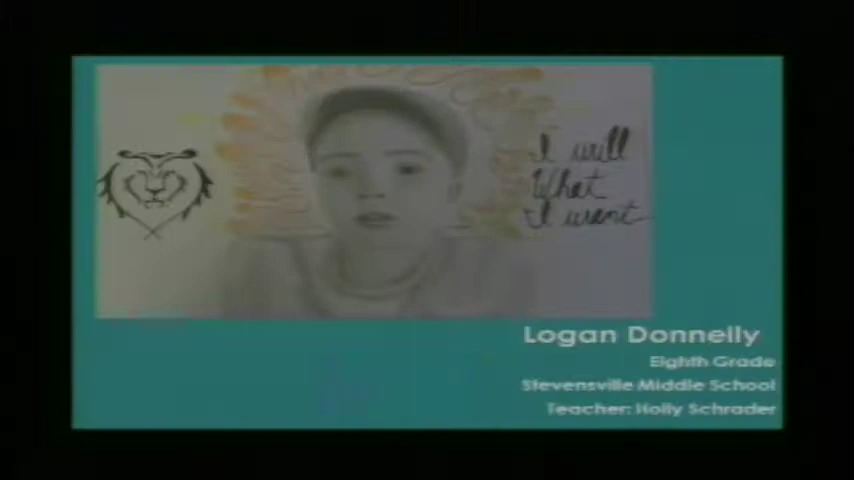 I will
What
I want
Logan Donnelly
Eighth Grade
Stevensville Middle School
Teacher: Holly Schrader